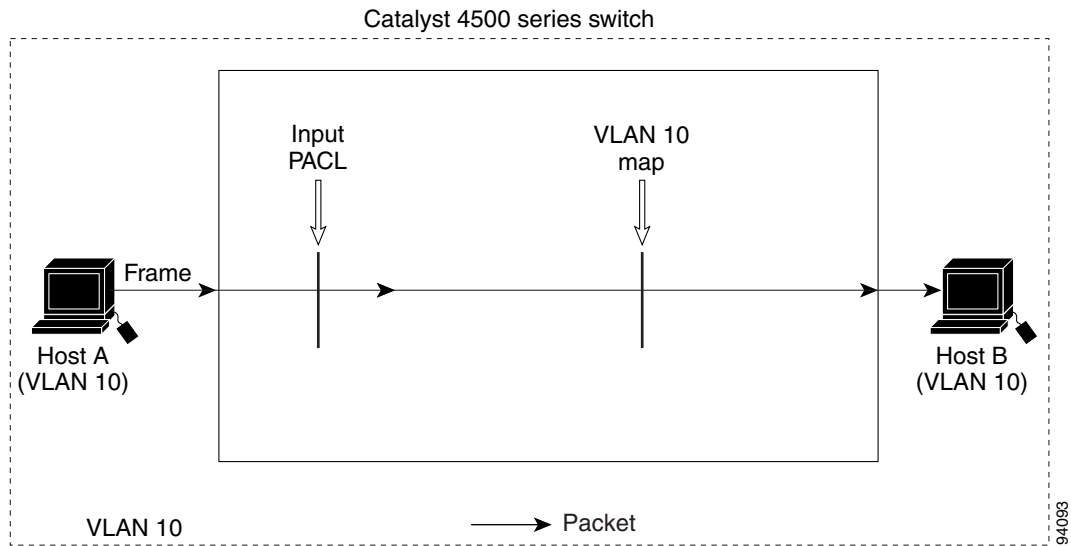 Catalyst 4500 series switch
Input
PACL
VLAN 10
map
Frame
Host A
(VLAN 10)
Host B
(VLAN 10)
VLAN 10
Packet
94093